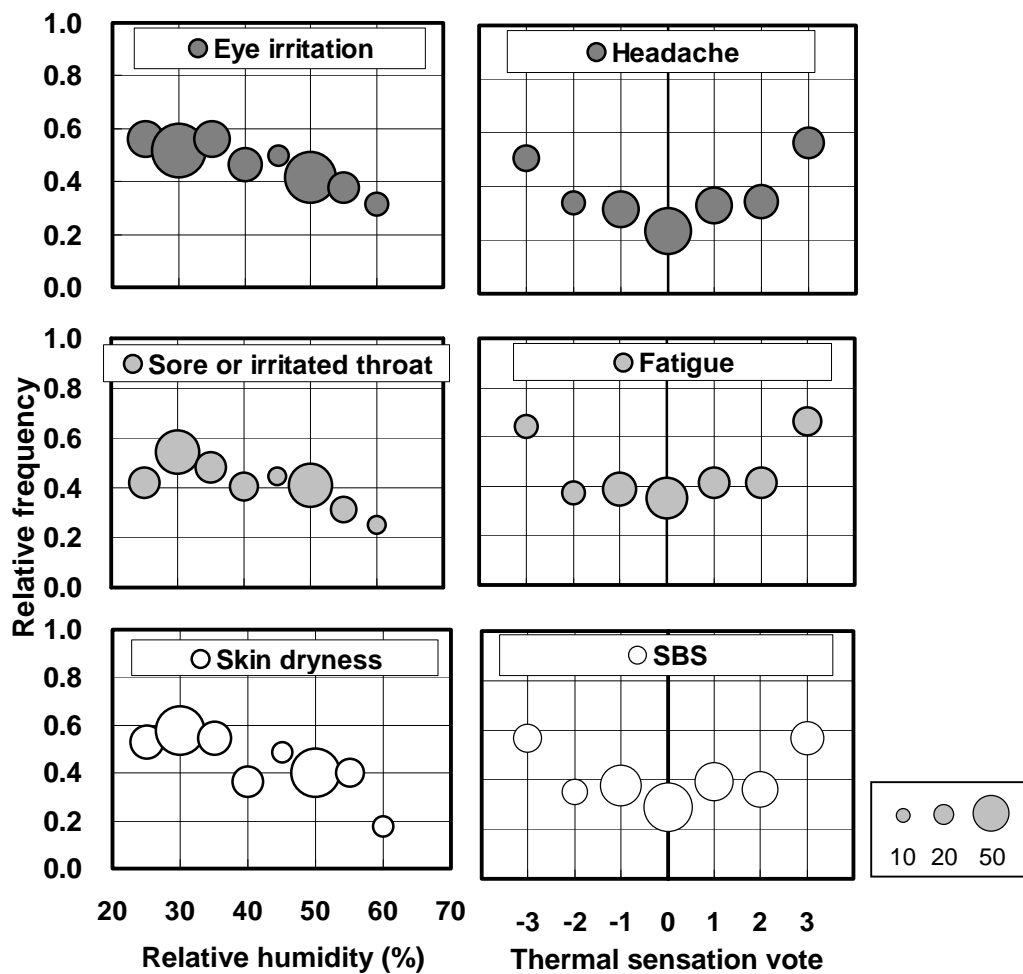 1.0
0.8
0.6
0.4
0.2
0.0
Eye irritation
Headache
1.0
0.8
0.6
0.4
0.2
0.0
Sore or irritated throat
Fatigue
Relative frequency
1.0
0.8
0.6
0.4
0.2
0.0
Skin dryness
SBS
10 20 50
20 30 40 50 60 70
-3 -2 -1 0 1 2 3
Relative humidity (%)
Thermal sensation vote